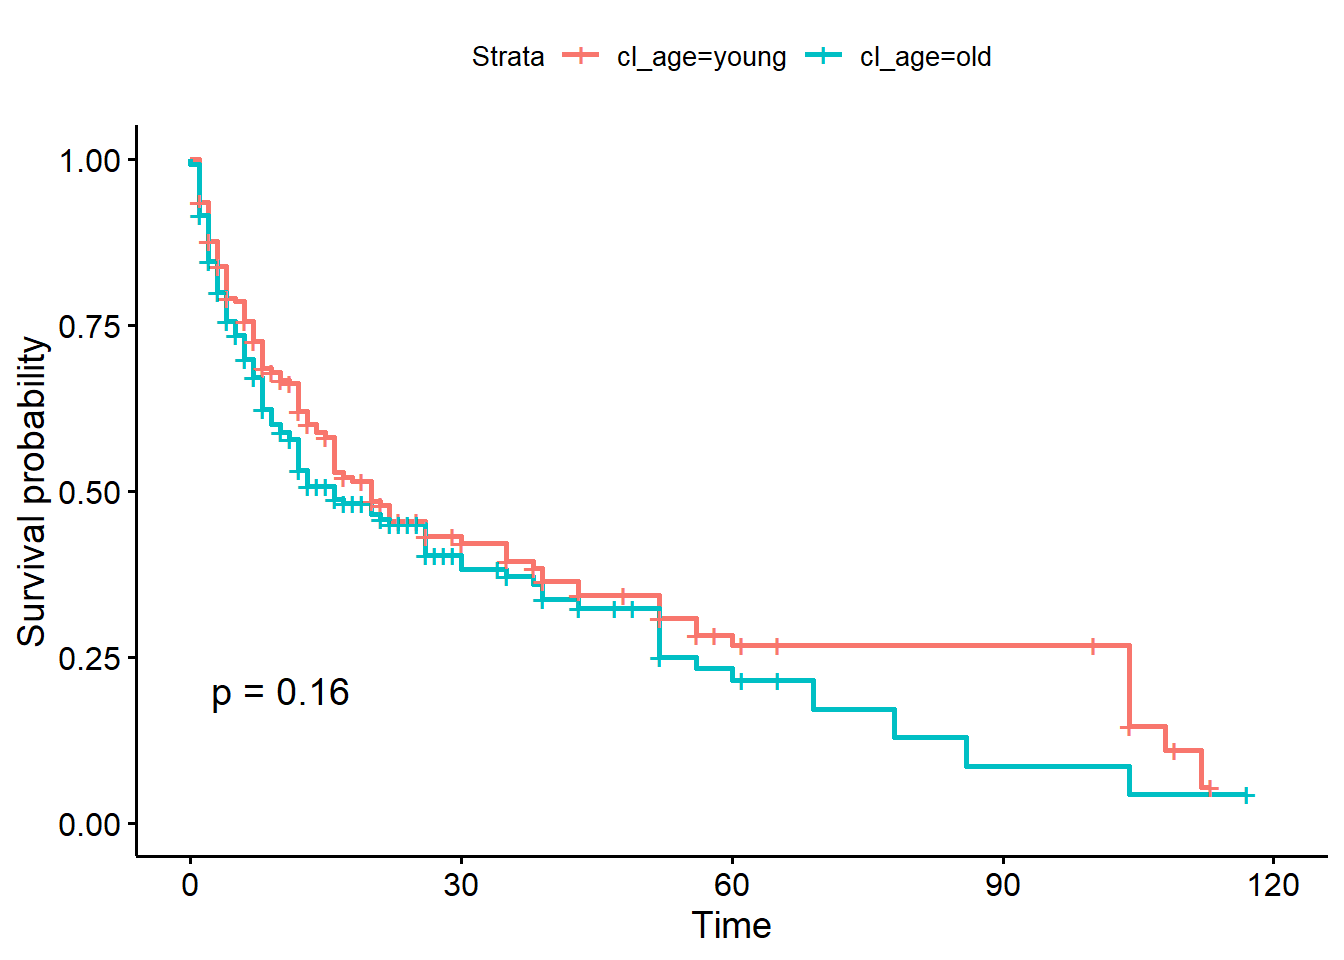 Strata cl_age=young cl_age=old
1.00
0.75
0.50
0.25
0.00
Survival probability
p = 0.16
0 30 60 90 120
Time